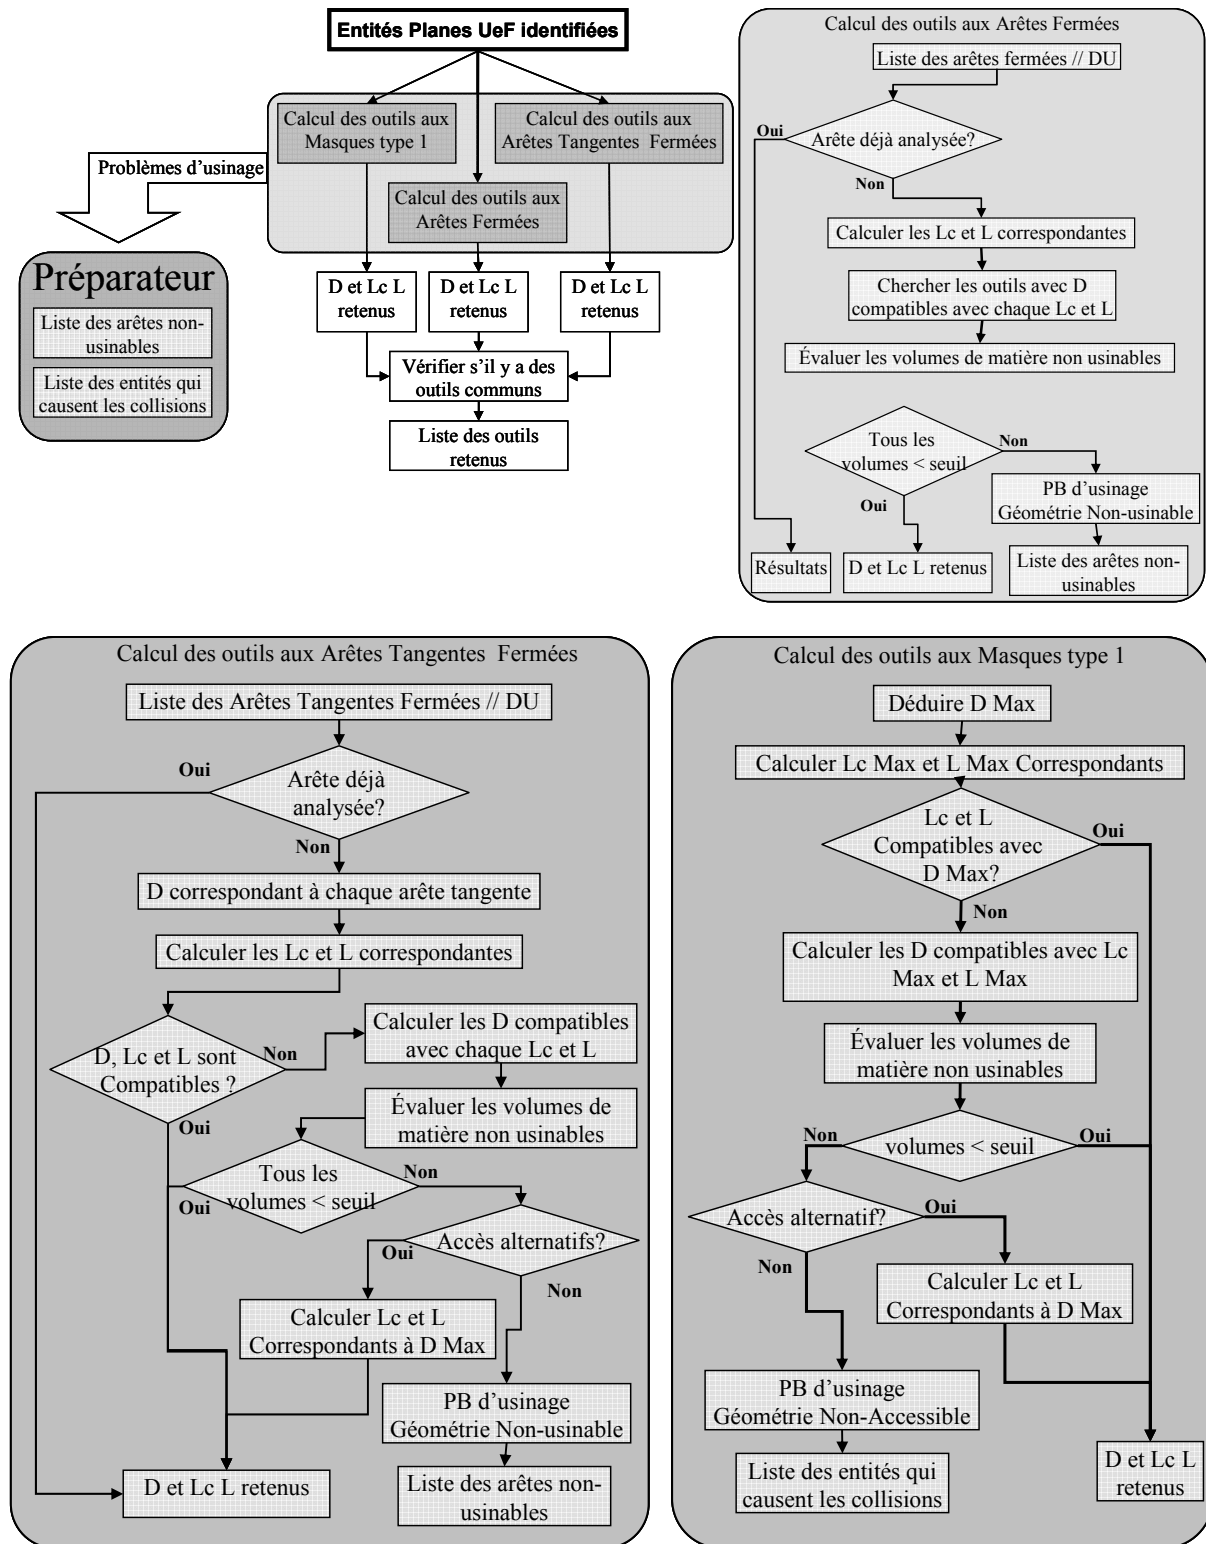 Entités Planes UeF identifiées
Calcul des outils aux
Masques type 1
Calcul des outils aux
Arêtes Tangentes Fermées
Calcul des outils aux
Arêtes Fermées
Problèmes d'usinage
Préparateur
Liste des arêtes non-
usinables
Liste des entités qui
causent les collisions
D et Lc L
retenus
D et Lc L
retenus
D et Lc L
retenus
Vérifier s'il y a des
outils communs
Liste des outils
retenus
Calcul des outils aux Arêtes Fermées
Liste des arêtes fermées // DU
Oui
Arête déjà analysée?
Non
Calculer les Lc et L correspondantes
Chercher les outils avec D
compatibles avec chaque Lc et L
Évaluer les volumes de matière non usinables
Tous les
volumes < seuil
Non
Oui
PB d'usinage
Géométrie Non-usinable
Résultats
D et Lc L retenus
Liste des arêtes non-
usinables
Calcul des outils aux Arêtes Tangentes Fermées
Liste des Arêtes Tangentes Fermées // DU
Oui
Arête déjà
analysée?
Non
D correspondant à chaque arête tangente
Calculer les Lc et L correspondantes
D, Lc et L sont
Compatibles ?
Non
Calculer les D compatibles
avec chaque Lc et L
Oui
Évaluer les volumes de
matière non usinables
Tous les
volumes < seuil
Non
Oui
Accès alternatifs?
Oui
Non
Calculer Lc et L
Correspondants à D Max
PB d'usinage
Géométrie Non-usinable
D et Lc L retenus
Liste des arêtes non-
usinables
Calcul des outils aux Masques type 1
Déduire D Max
Calculer Lc Max et L Max Correspondants
Lc et L
Compatibles avec
D Max?
Oui
Non
Calculer les D compatibles avec Lc
Max et L Max
Évaluer les volumes de
matière non usinables
Non
volumes < seuil
Oui
Accès alternatif?
Oui
Non
Calculer Lc et L
Correspondants à D Max
PB d'usinage
Géométrie Non-Accessible
Liste des entités qui
causent les collisions
D et Lc L
retenus